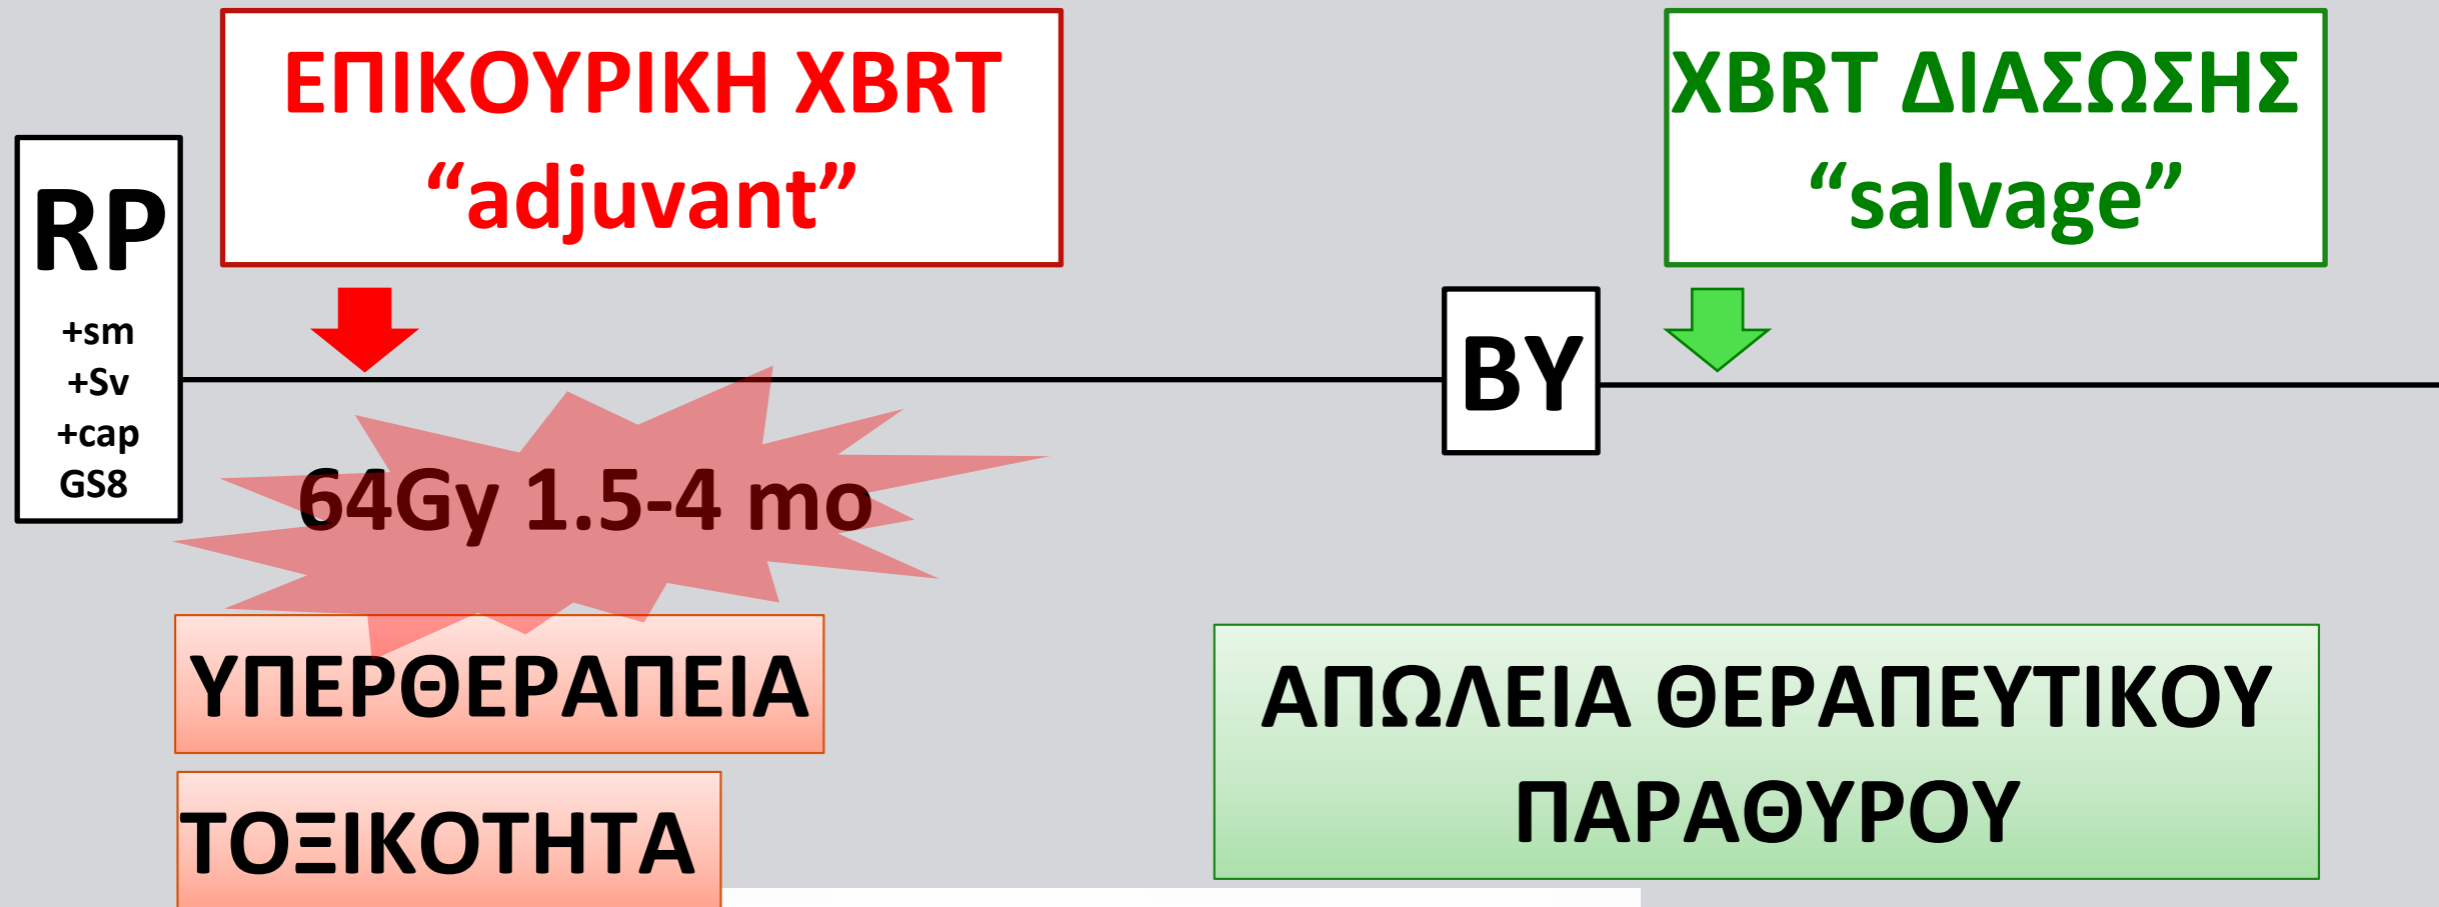 ΕΠΙΚΟΥΡΙΚΗ XBRT
“adjuvant”
XBRT ΔΙΑΣΩΣΗΣ
“salvage”
RP
+sm
+Sv
+cap
GS8
ΒΥ
64Gy 1.5-4 mo
ΥΠΕΡΘΕΡΑΠΕΙΑ
ΤΟΞΙΚΟΤΗΤΑ
ΑΠΩΛΕΙΑ ΘΕΡΑΠΕΥΤΙΚΟΥ
ΠΑΡΑΘΥΡΟΥ